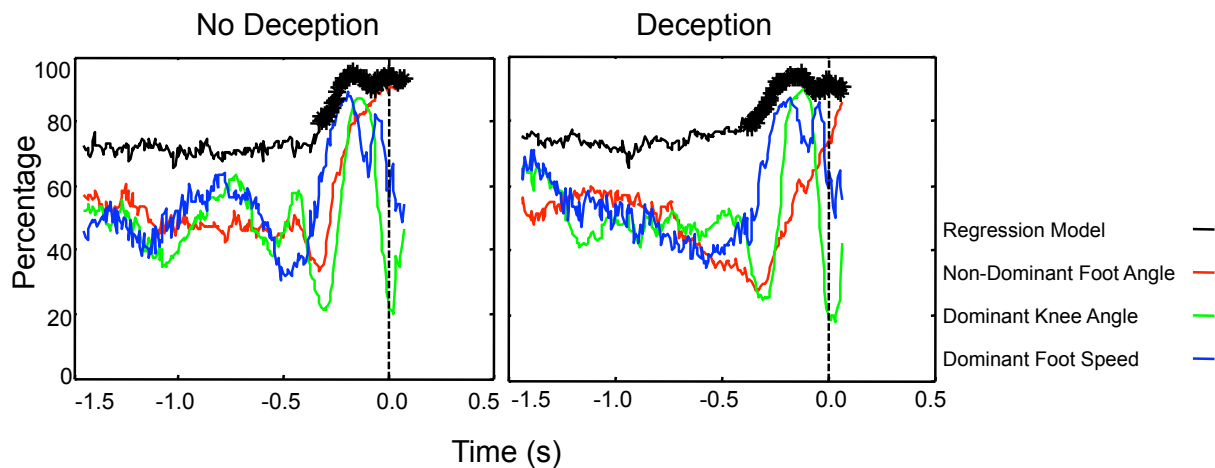 No Deception
Deception
Percentage
100
80
60
40
20
0
-1.5 -1.0 -0.5 0.0 0.5
-1.5 -1.0 -0.5 0.0 0.5
Time (s)
Regression Model
Non-Dominant Foot Angle
Dominant Knee Angle
Dominant Foot Speed